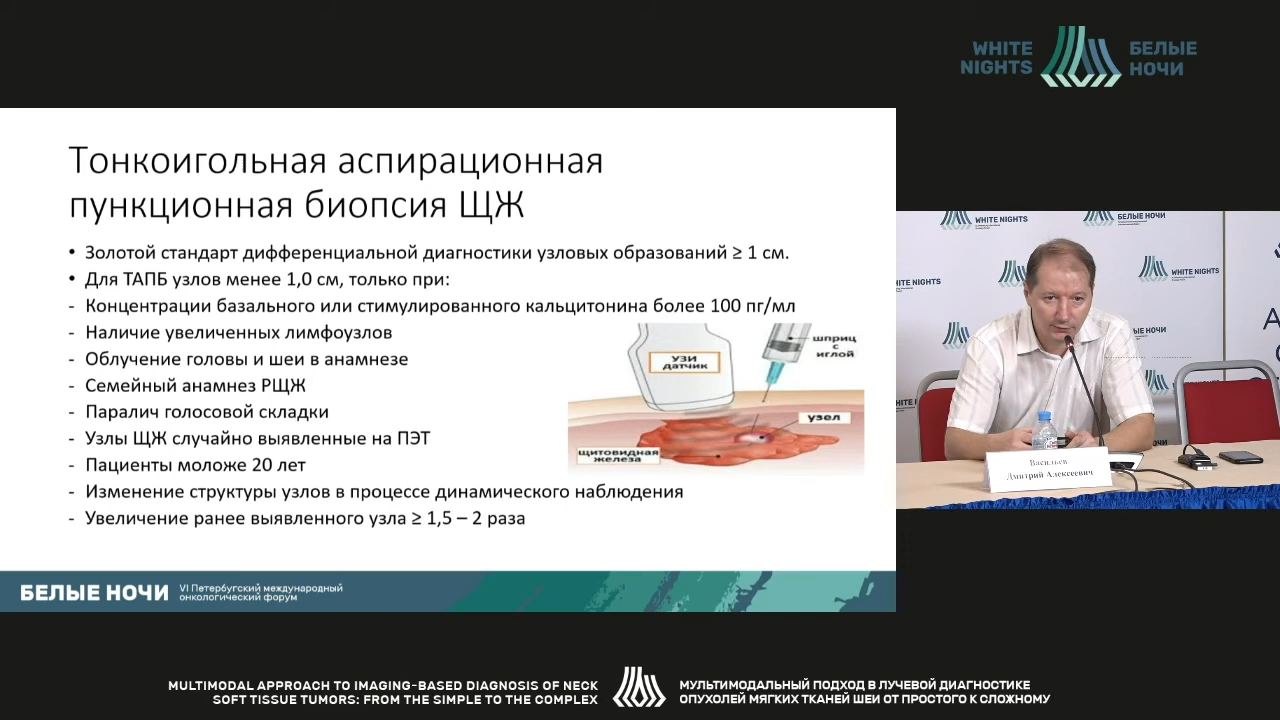 WHITE
NIGHTS
БЕЛЫЕ
НОЧИ
Тонкоигольная аспирационная
пункционная биопсия ЩЖ
• Золотой стандарт дифференциальной диагностики узловых образований ≥ 1 см.
• Для ТАПБ узлов менее 1,0 см, только при:
- Концентрации базального или стимулированного кальцитонина более 100 пг/мл
- Наличие увеличенных лимфоузлов
- Облучение головы и шеи в анамнезе
- Семейный анамнез РЩЖ
- Паралич голосовой складки
- Узлы ЩЖ случайно выявленные на ПЭТ
- Пациенты моложе 20 лет
- Изменение структуры узлов в процессе динамического наблюдения
- Увеличение ранее выявленного узла ≥ 1,5 – 2 раза
УЗИ
датчик
шприц
с
иглой
узел
щитовидная
железа
БЕЛЫЕ НОЧИ
VI Петербугский международный
онкологический форум
WHITE NIGHTS
БЕЛЫЕ НОЧИ
WHITE NIGHTS
NIGHTS
БЕЛЫЕ НОЧИ
Васильев
Дмитрий Алексеевич
MULTIMODAL APPROACH TO IMAGING-BASED DIAGNOSIS OF NECK
SOFT TISSUE TUMORS: FROM THE SIMPLE TO THE COMPLEX
МУЛЬТИМОДАЛЬНЫЙ ПОДХОД В ЛУЧЕВОЙ ДИАГНОСТИКЕ
ОПУХОЛЕЙ МЯГКИХ ТКАНЕЙ ШЕИ ОТ ПРОСТОГО К СЛОЖНОМУ